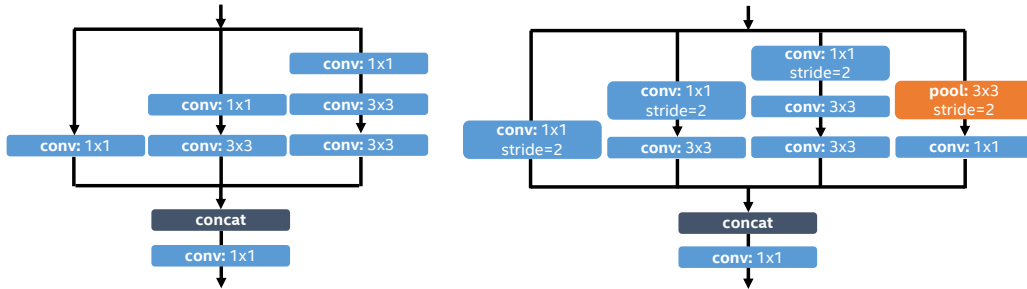 conv: 1x1
conv: 1x1
conv: 3x3
conv: 1x1
conv: 3x3
conv: 3x3
concat
conv: 1x1
conv: 1x1
stride=2
conv: 1x1
stride=2
conv: 3x3
conv: 1x1
stride=2
conv: 3x3
conv: 3x3
pool: 3x3
stride=2
conv: 1x1
concat
conv: 1x1